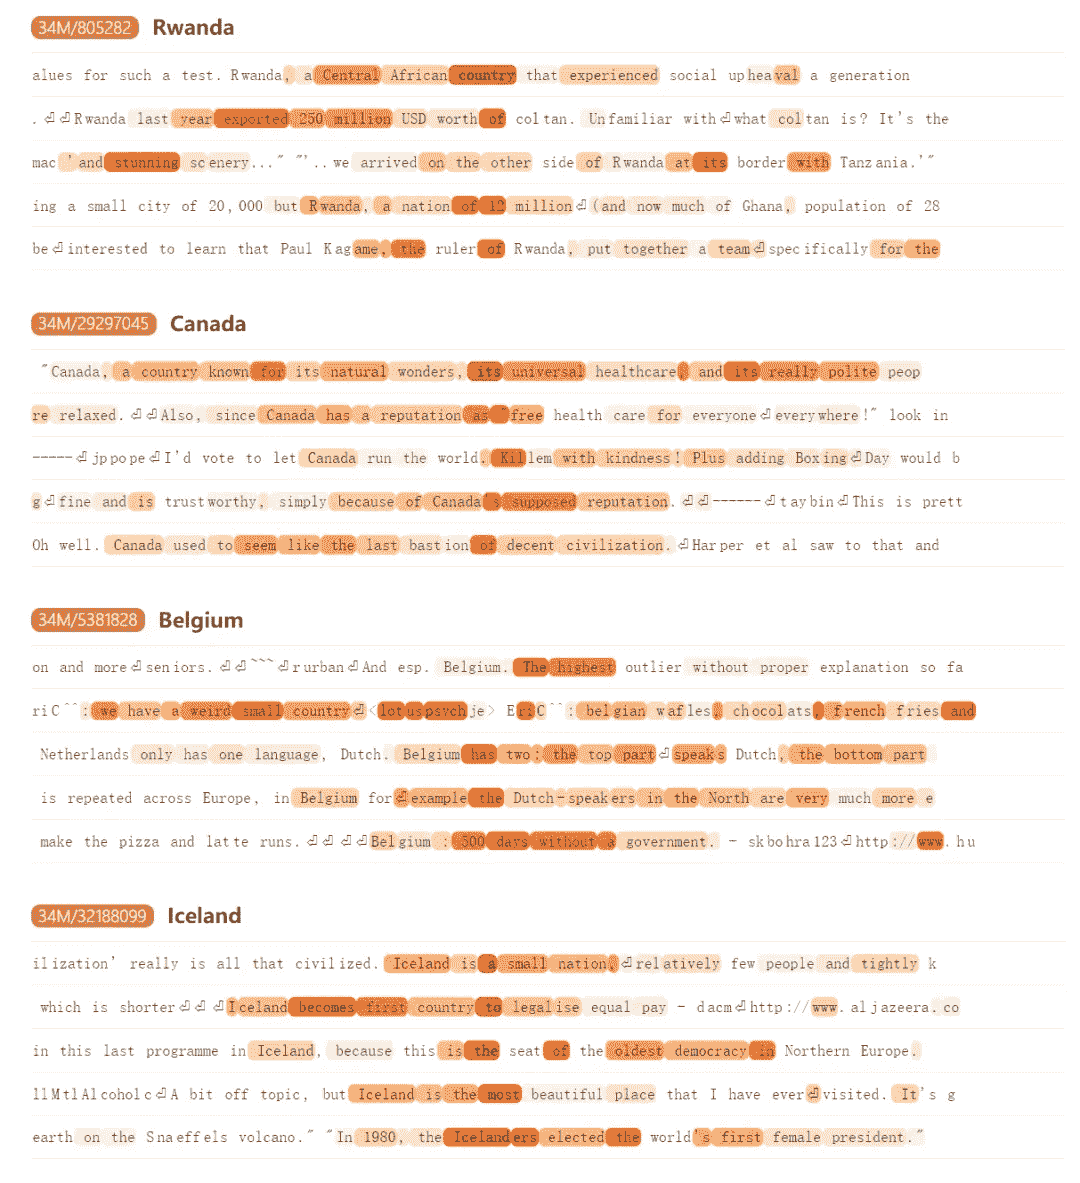 34M/805282 Rwanda
alues for such a test. Rwanda, a Central African country that experienced social upheaval a generation
. ⏎ ⏎Rwanda last year exported 250 million USD worth of coltan. Unfamiliar with⏎what coltan is? It's the
mac 'and stunning scenery..." "'.. we arrived on the other side of Rwanda at its border with Tanzania.'"
ing a small city of 20,000 but Rwanda, a nation of 12 million⏎(and now much of Ghana, population of 28
be⏎interested to learn that Paul Kagame, the ruler of Rwanda, put together a team⏎specifically for the
34M/29297045 Canada
"Canada, a country known for its natural wonders, its universal healthcare, and its really polite peop
re relaxed. ⏎ ⏎Also, since Canada has a reputation as "free health care for everyone⏎everywhere!" look in
-----⏎jppope⏎I'd vote to let Canada run the world. Killem with kindness! Plus adding Boxing⏎Day would b
g⏎fine and is trustworthy, simply because of Canada's supposed reputation. ⏎ ⏎------⏎taybin⏎This is prett
Oh well. Canada used to seem like the last bastion of decent civilization. ⏎Harper et al saw to that and
34M/5381828 Belgium
on and more⏎seniors. ⏎ ⏎```⏎rurban⏎And esp. Belgium. The highest outlier without proper explanation so fa
riC^^: we have a weird small country⏎<lotuspsychje> EriC^^: belgian wafles, chocolats, french fries and
Netherlands only has one language, Dutch. Belgium has two: the top part⏎speaks Dutch, the bottom part
is repeated across Europe, in Belgium for⏎example the Dutch-speakers in the North are very much more e
make the pizza and latte runs. ⏎ ⏎ ⏎ ⏎Belgium : 500 days without a government. - skbohra123⏎http://www.hu
34M/32188099 Iceland
ilization' really is all that civilized. Iceland is a small nation,⏎relatively few people and tightly k
which is shorter⏎ ⏎ ⏎Iceland becomes first country to legalise equal pay - dacm⏎http://www.aljazeera.co
in this last programme in Iceland, because this is the seat of the oldest democracy in Northern Europe.
llMtlAlcoholc⏎A bit off topic, but Iceland is the most beautiful place that I have ever⏎visited. It's g
earth on the Snaeffels volcano." "In 1980, the Icelanders elected the world's first female president."